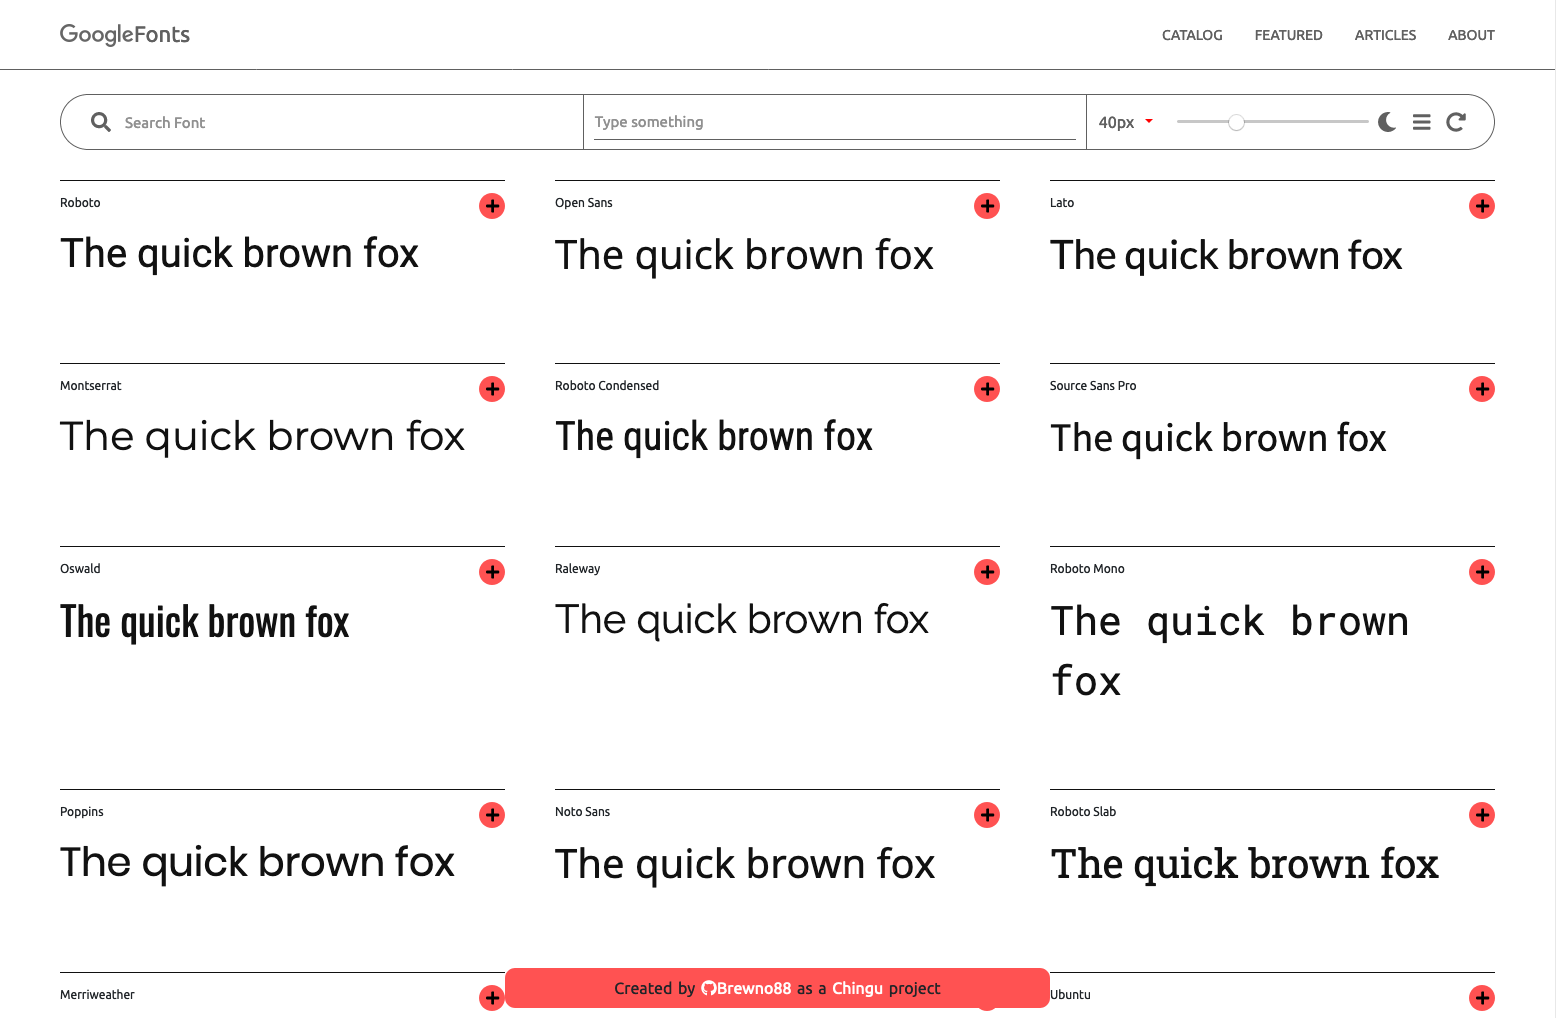 GoogleFonts
CATALOG FEATURED ARTICLES ABOUT
Search Font
Type something
40px
Roboto
The quick brown fox
Open Sans
The quick brown fox
Lato
The quick brown fox
Montserrat
The quick brown fox
Roboto Condensed
The quick brown fox
Source Sans Pro
The quick brown fox
Oswald
The quick brown fox
Raleway
The quick brown fox
Roboto Mono
The quick brown
fox
Poppins
The quick brown fox
Noto Sans
The quick brown fox
Roboto Slab
The quick brown fox
Merriweather
Created by Brewno88 as a Chingu project
Ubuntu